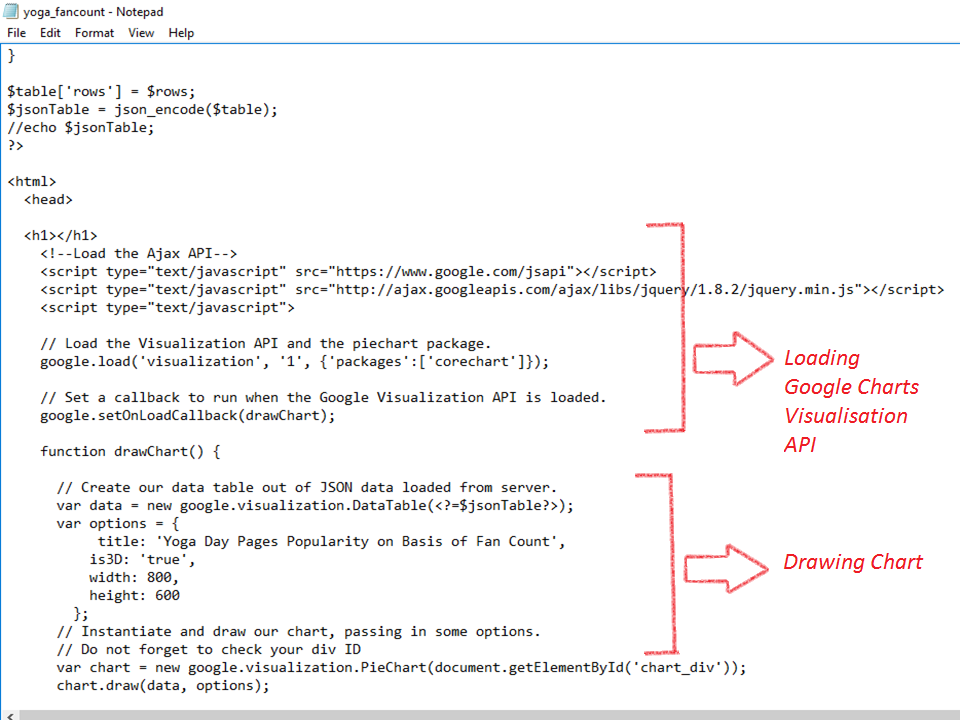 yoga_fancount - Notepad
File Edit Format View Help
}
$table['rows'] = $rows;
$jsonTable = json_encode($table);
//echo $jsonTable;
?>
<html>
<head>
<h1></h1>
<!--Load the Ajax API-->
<script type="text/javascript" src="https://www.google.com/jsapi"></script>
<script type="text/javascript" src="http://ajax.googleapis.com/ajax/libs/jquery/1.8.2/jquery.min.js"></script>
<script type="text/javascript">
// Load the Visualization API and the piechart package.
google.load('visualization', '1', {'packages':['corechart']});
// Set a callback to run when the Google Visualization API is loaded.
google.setOnLoadCallback(drawChart);
function drawChart() {
// Create our data table out of JSON data loaded from server.
var data = new google.visualization.DataTable(<?=$jsonTable?>);
var options = {
title: 'Yoga Day Pages Popularity on Basis of Fan Count',
is3D: 'true',
width: 800,
height: 600
};
// Instantiate and draw our chart, passing in some options.
// Do not forget to check your div ID
var chart = new google.visualization.PieChart(document.getElementById('chart_div'));
chart.draw(data, options);
Loading
Google Charts
Visualisation
API
Drawing Chart